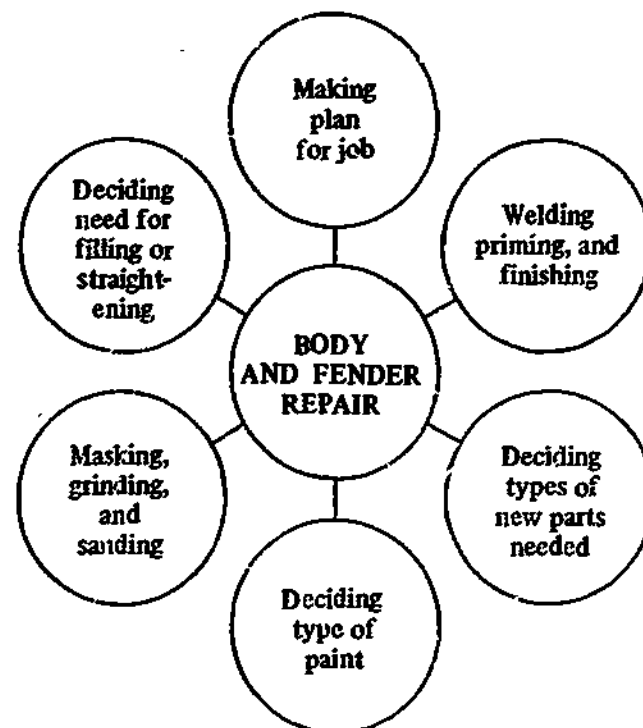 Making
plan
for job
Deciding
need for
filling or
straight-
ening
Welding
priming, and
finishing
BODY
AND FENDER
REPAIR
Masking,
grinding,
and
sanding
Deciding
types of
new parts
needed
Deciding
type of
paint